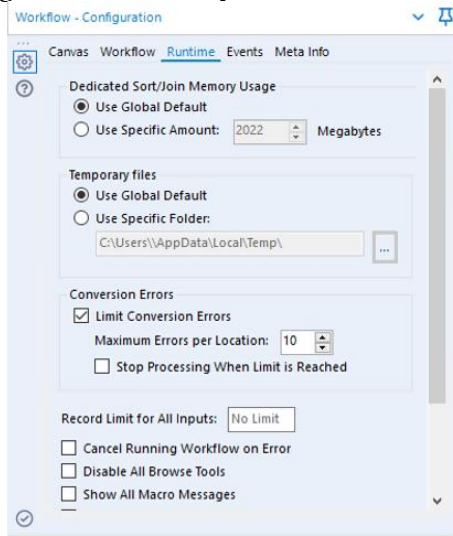 Workflow - Configuration
Canvas Workflow Runtime Events Meta Info
Dedicated Sort/Join Memory Usage
Use Global Default
Use Specific Amount: 2022 Megabytes
Temporary files
Use Global Default
Use Specific Folder:
C:\Users\\AppData\Local\Temp\
...
Conversion Errors
Limit Conversion Errors
Maximum Errors per Location: 10
Stop Processing When Limit is Reached
Record Limit for All Inputs: No Limit
Cancel Running Workflow on Error
Disable All Browse Tools
Show All Macro Messages